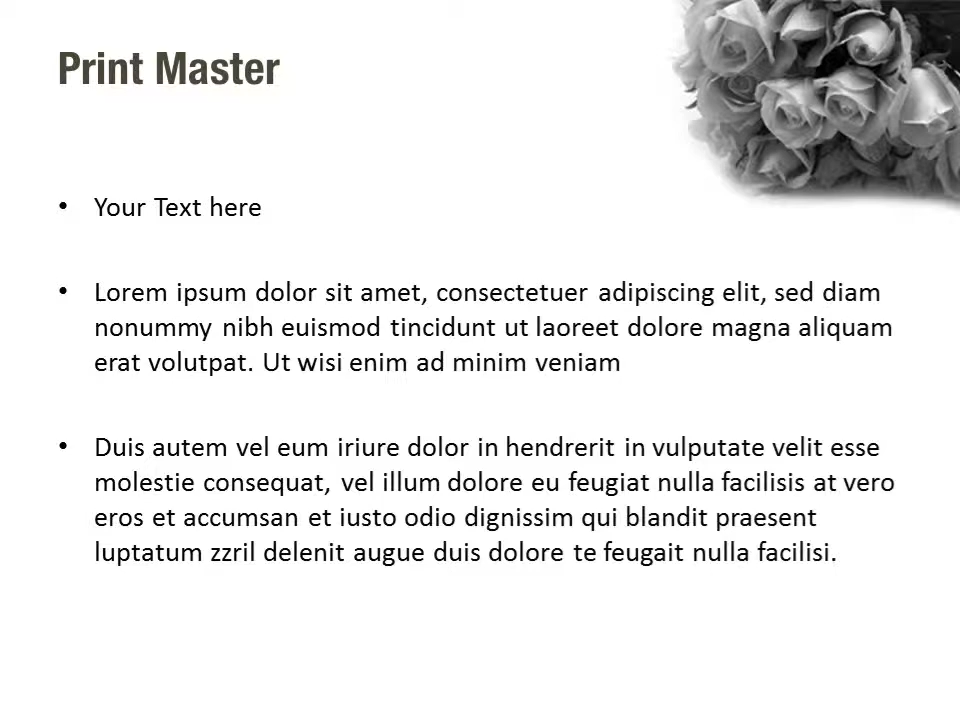 Print Master
• Your Text here
• Lorem ipsum dolor sit amet, consectetuer adipiscing elit, sed diam
nonummy nibh euismod tincidunt ut laoreet dolore magna aliquam
erat volutpat. Ut wisi enim ad minim veniam
• Duis autem vel eum iriure dolor in hendrerit in vulputate velit esse
molestie consequat, vel illum dolore eu feugiat nulla facilisis at vero
eros et accumsan et iusto odio dignissim qui blandit praesent
luptatum zzril delenit augue duis dolore te feugait nulla facilisi.